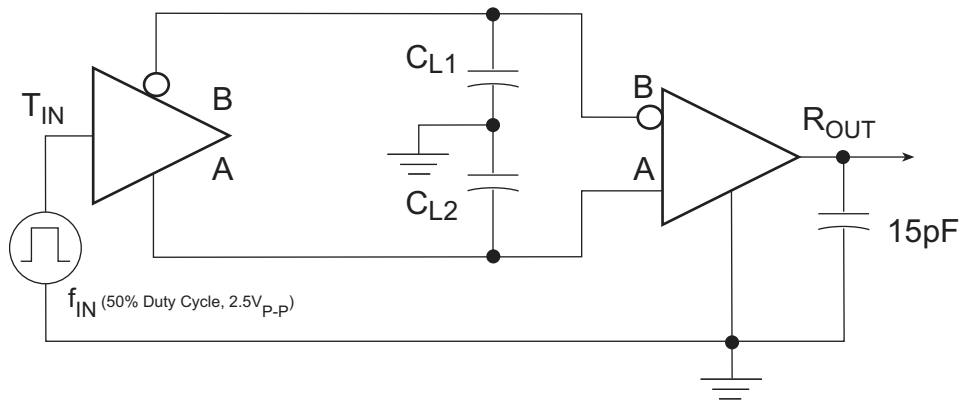 C_L1
B
T_IN
B
A
R_OUT
A
C_L2
15pF
f_IN (50% Duty Cycle, 2.5V_P-P)